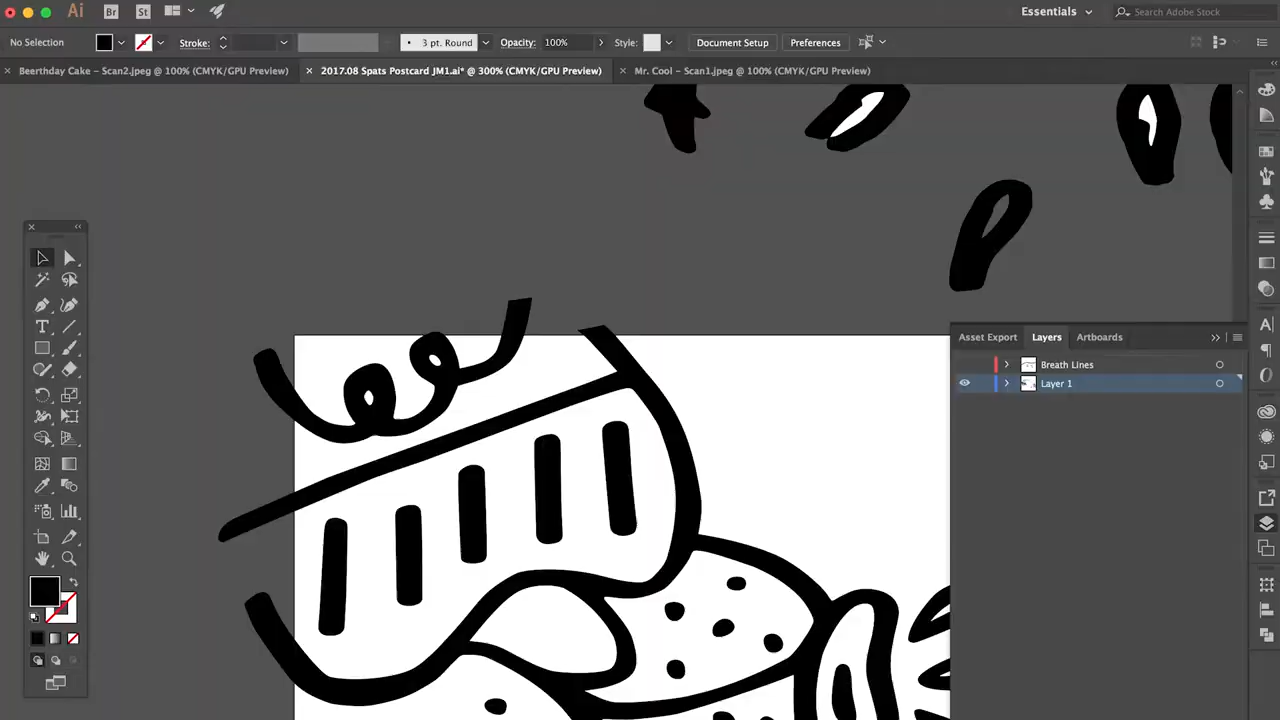 Ai Br St Essentials Search Adobe Stock
No Selection Stroke: 3 pt. Round Opacity: 100% Style: Document Setup Preferences
Beerthday Cake – Scan2.jpeg @ 100% (CMYK/GPU Preview) 2017.08 Spats Postcard JM1.ai* @ 300% (CMYK/GPU Preview) Mr. Cool – Scan1.jpeg @ 100% (CMYK/GPU Preview)
Asset Export Layers Artboards
Breath Lines
Layer 1